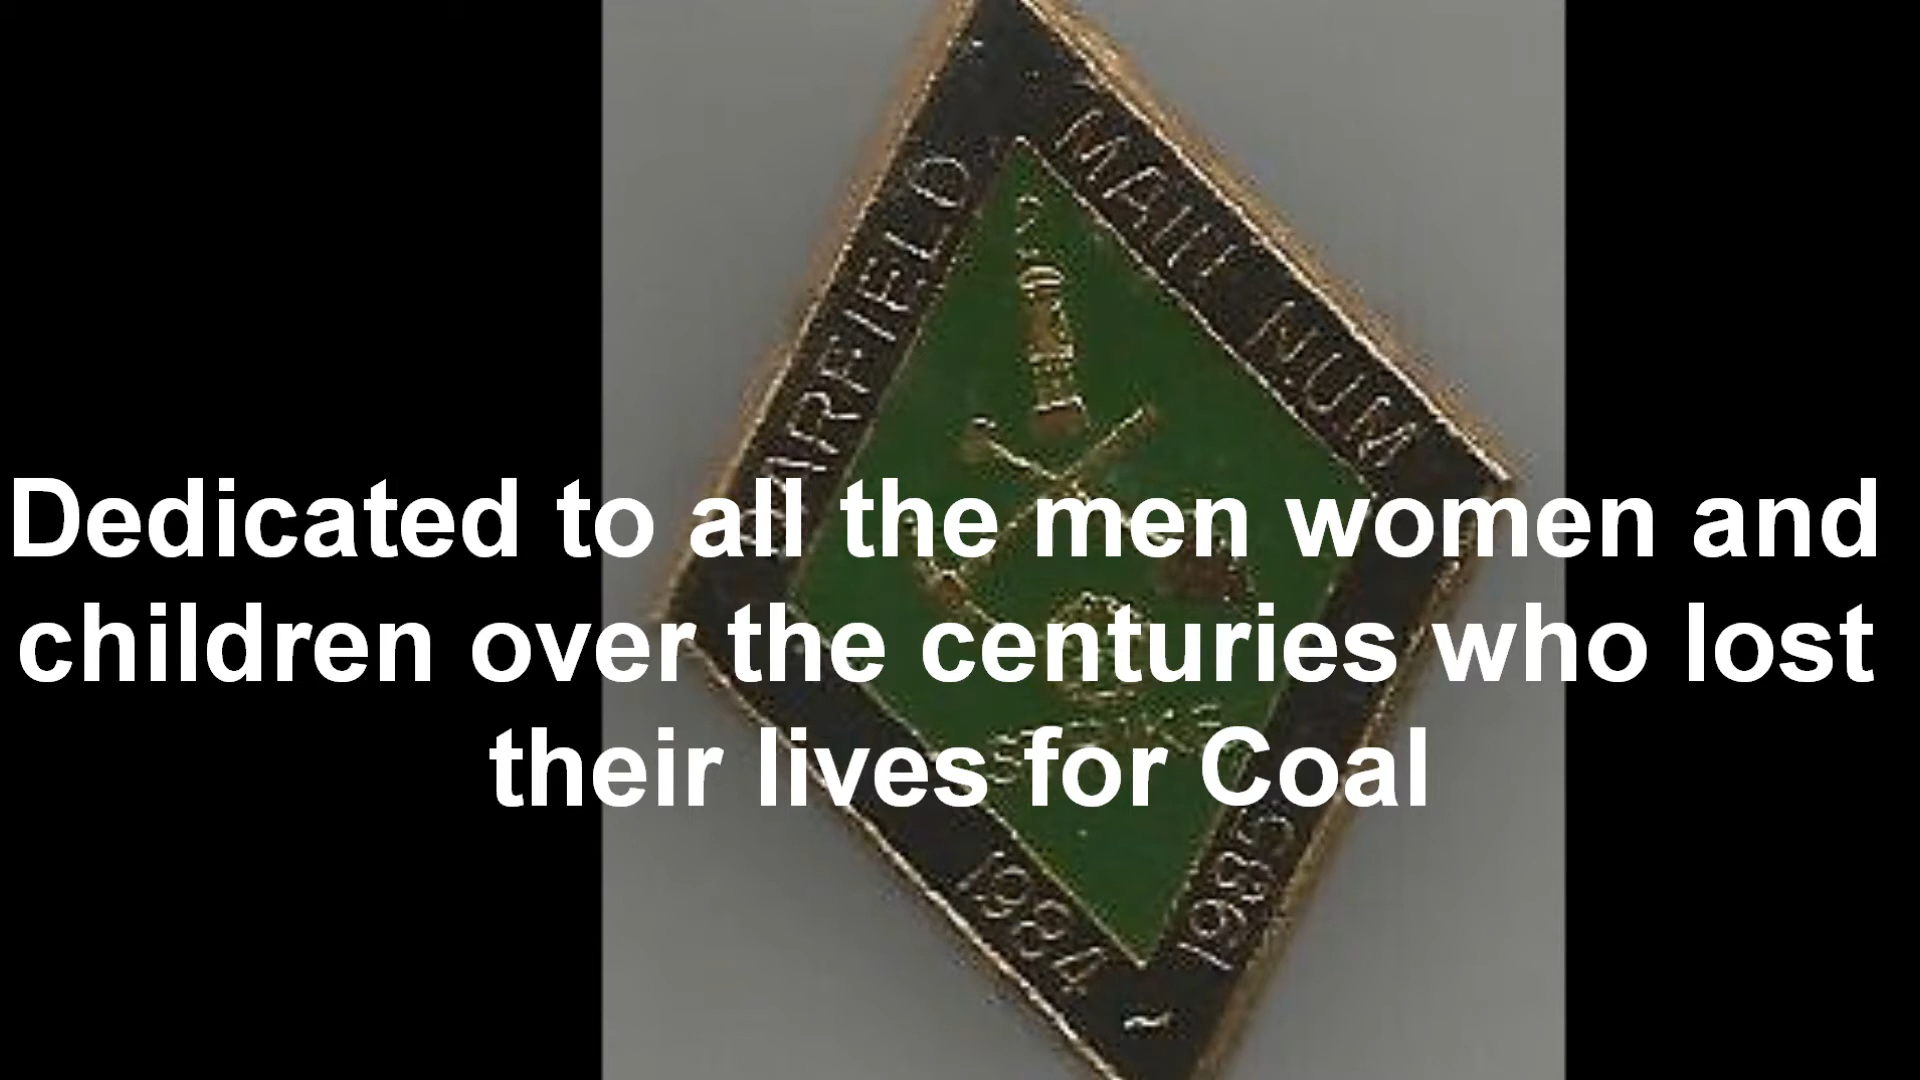 Dedicated to all the men women and
children over the centuries who lost
their lives for Coal
MAIN N.U.M
1984
1985